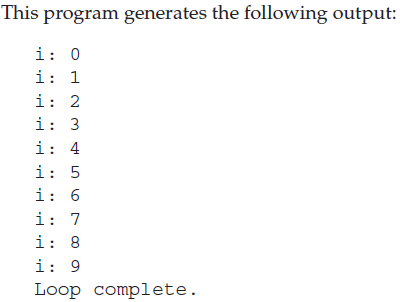 This program generates the following output:
i: 0
i: 1
i: 2
i: 3
i: 4
i: 5
i: 6
i: 7
i: 8
i: 9
Loop complete.